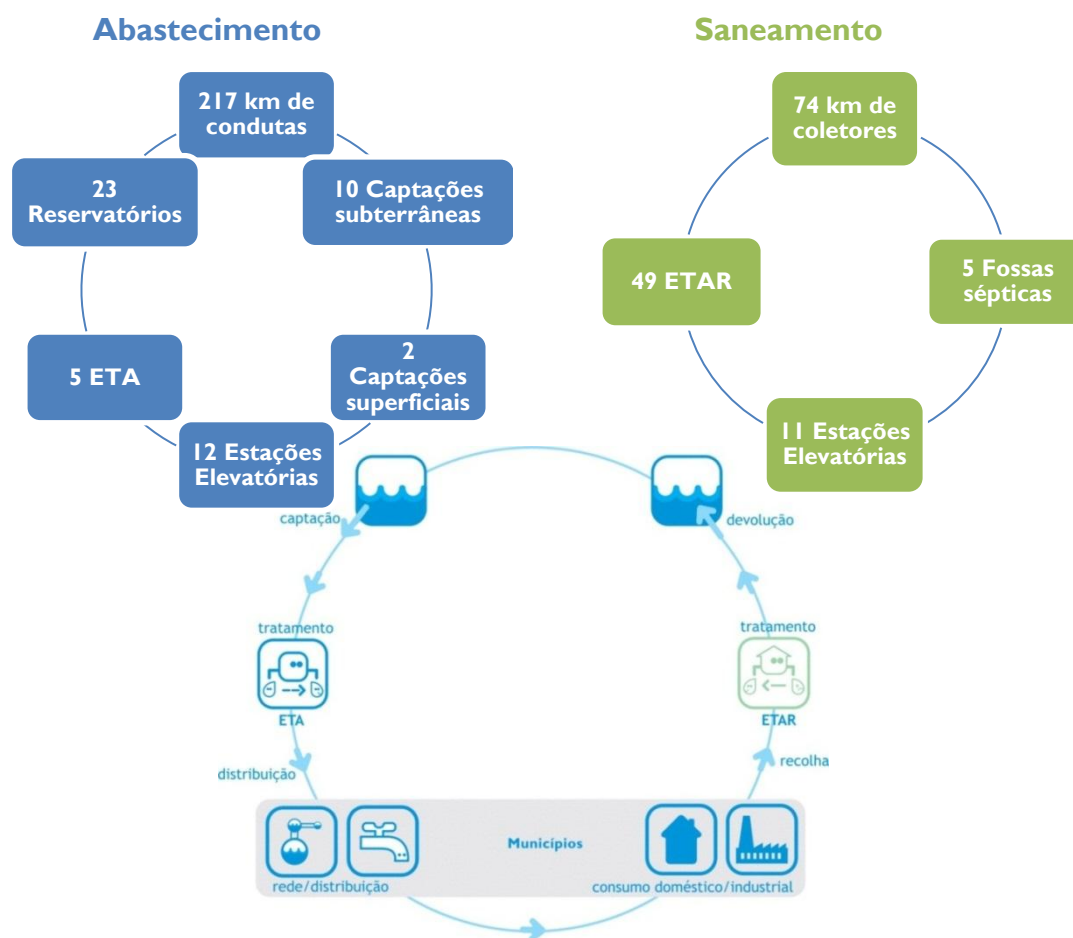 Abastecimento
217 km de
condutas
23
Reservatórios
10 Captações
subterrâneas
5 ETA
2
Captações
superficiais
12 Estações
Elevatórias
Saneamento
74 km de
coletores
49 ETAR
5 Fossas
sépticas
11 Estações
Elevatórias
captação
devolução
tratamento
ETA
tratamento
ETAR
distribuição
recolha
Municípios
rede/distribuição
consumo doméstico/industrial